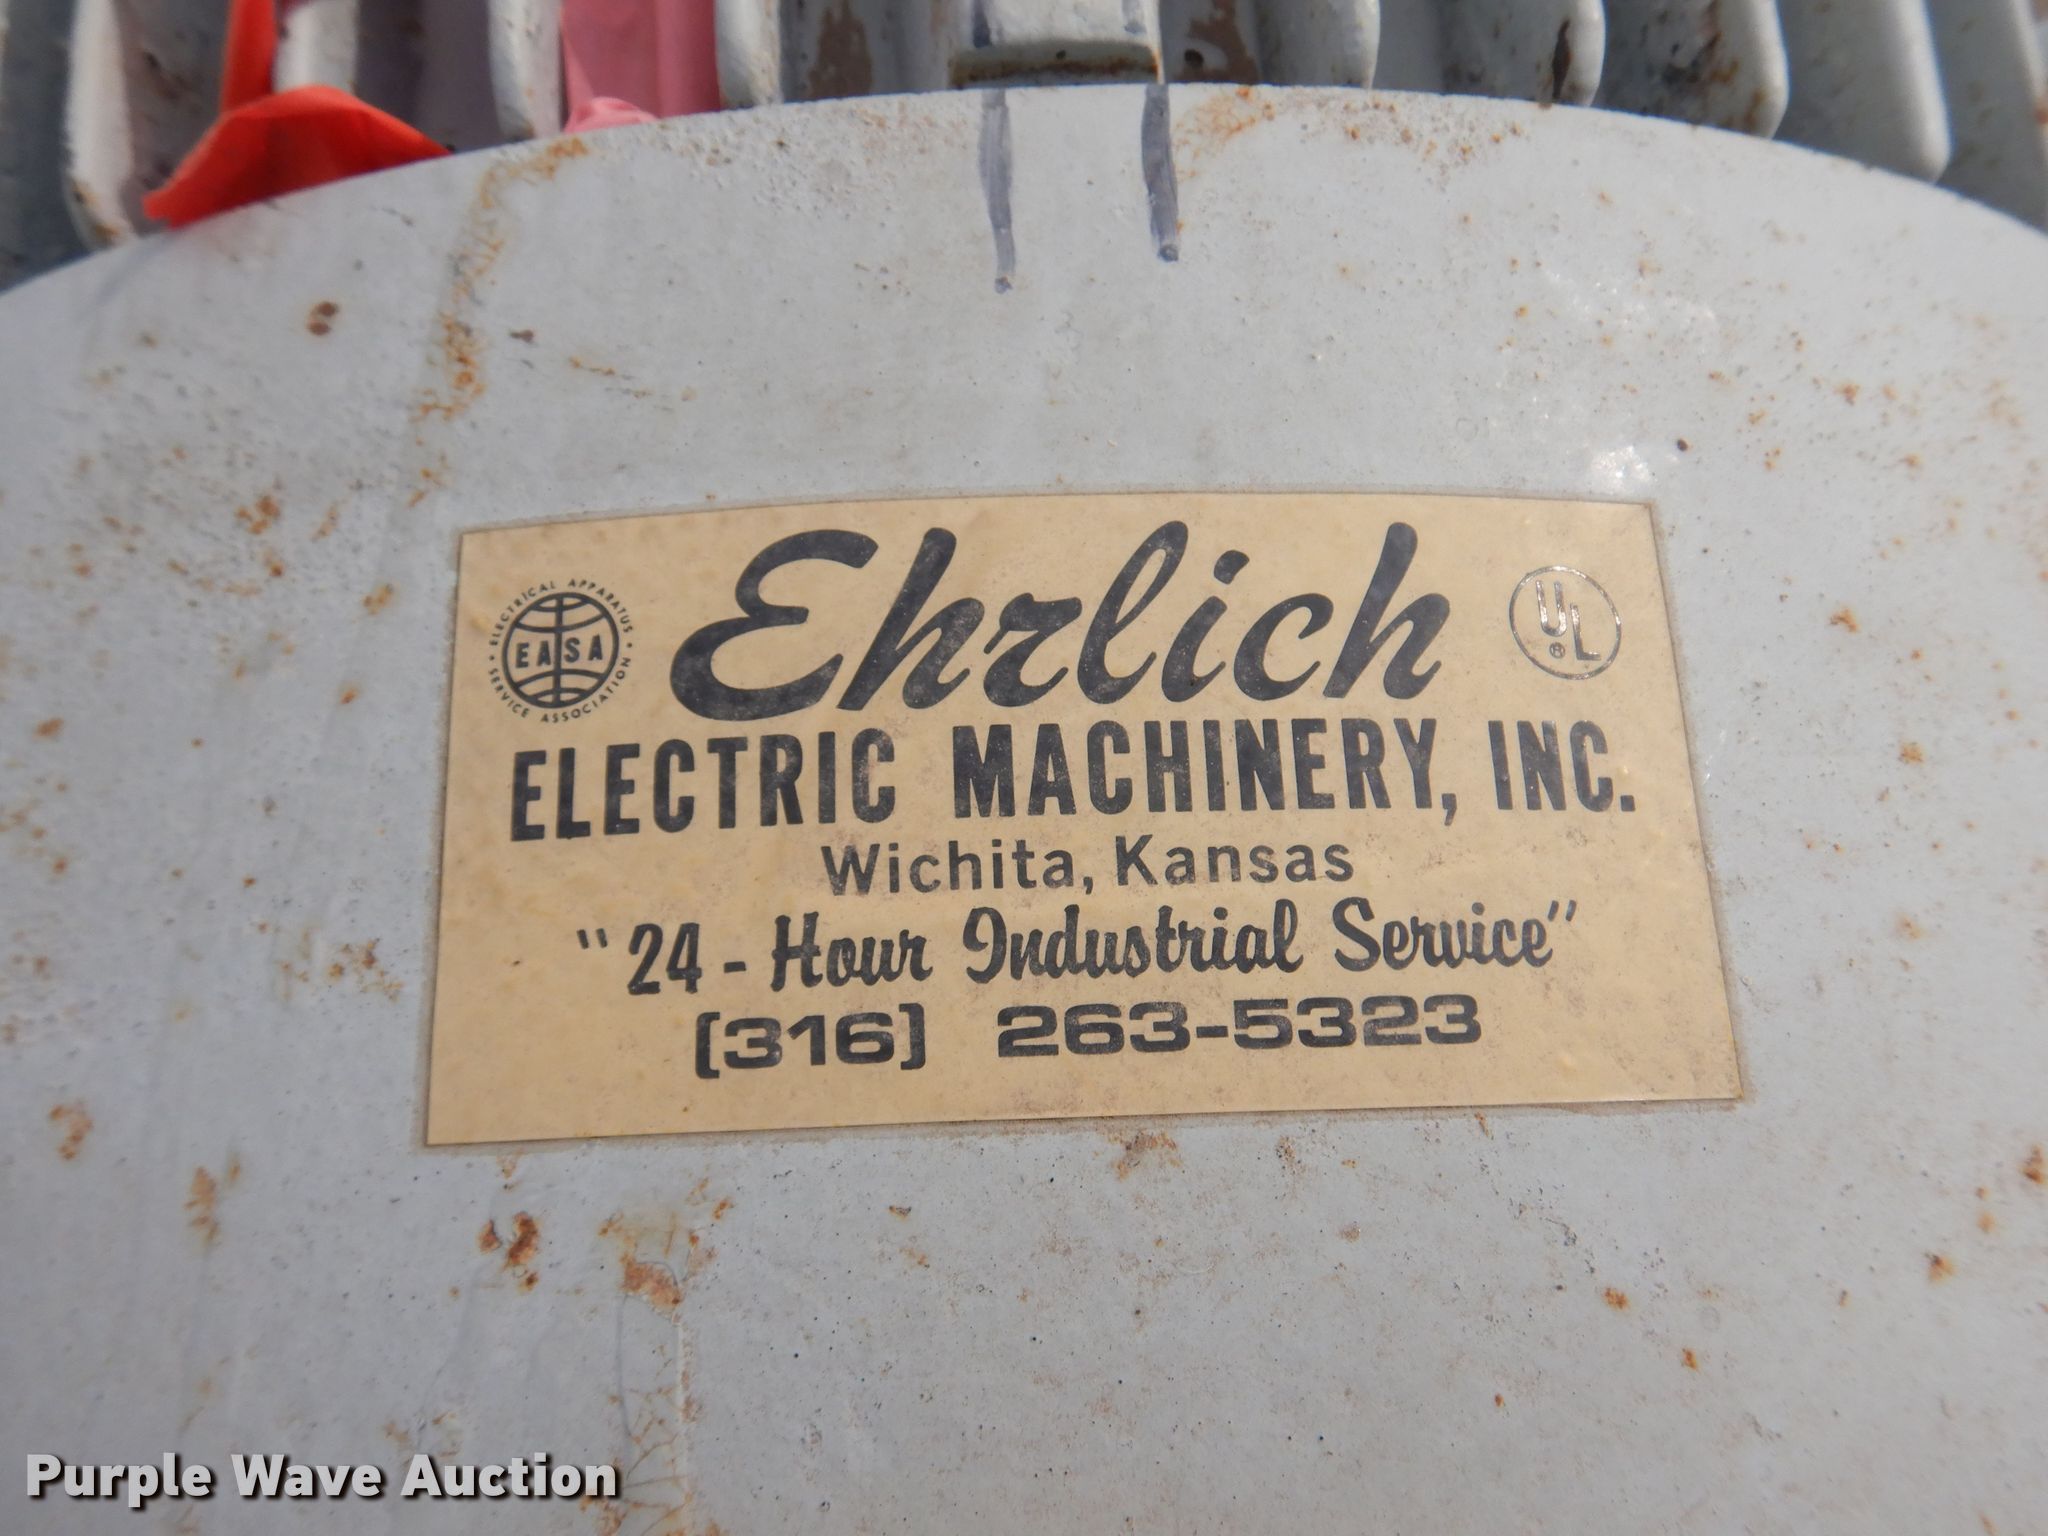 Ehrlich
ELECTRICAL APPARATUS
EASA
SERVICE ASSOCIATION
UL
®
ELECTRIC MACHINERY, INC.
Wichita, Kansas
"24-Hour Industrial Service"
(316) 263-5323
Purple Wave Auction